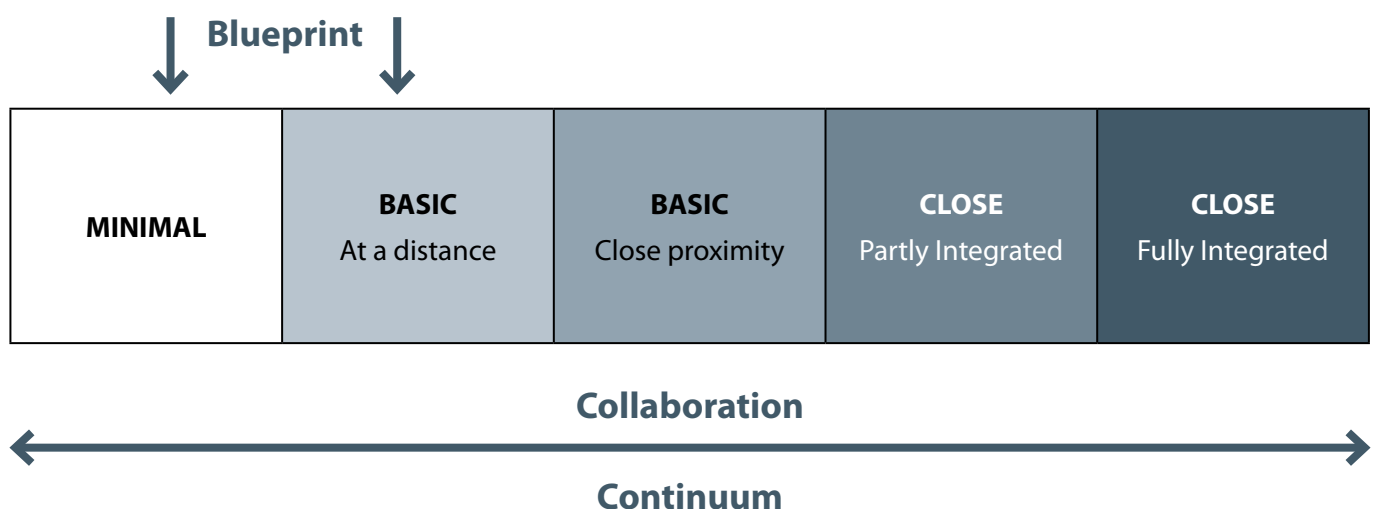 Blueprint
MINIMAL
BASIC
At a distance
BASIC
Close proximity
CLOSE
Partly Integrated
CLOSE
Fully Integrated
Collaboration
Continuum